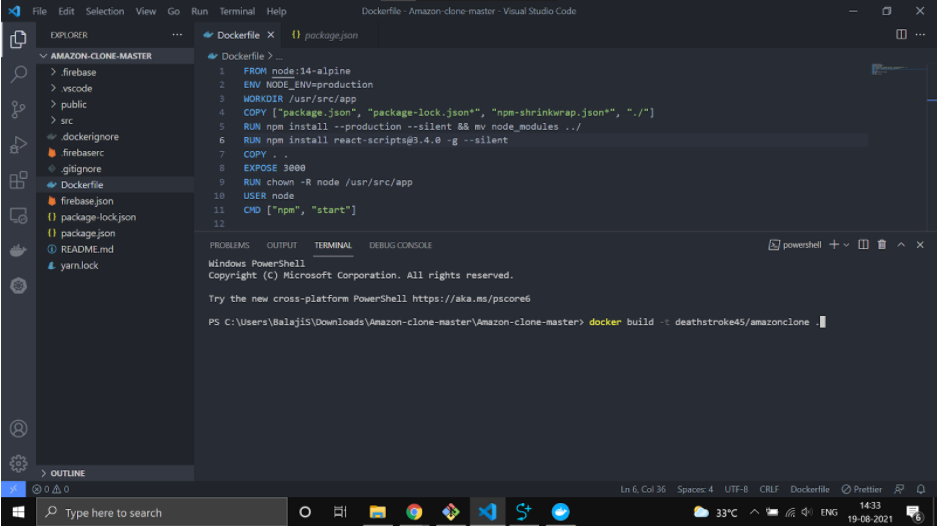 File Edit Selection View Go Run Terminal Help Dockerfile - Amazon-clone-master - Visual Studio Code
EXPLORER ···
AMAZON-CLONE-MASTER
.firebase
.vscode
public
src
.dockerignore
.firebaserc
.gitignore
Dockerfile
firebase.json
{} package-lock.json
{} package.json
README.md
yarn.lock
OUTLINE
Dockerfile × {} package.json
Dockerfile > ...
1 FROM node:14-alpine
2 ENV NODE_ENV=production
3 WORKDIR /usr/src/app
4 COPY ["package.json", "package-lock.json*", "npm-shrinkwrap.json*", "./"]
5 RUN npm install --production --silent && mv node_modules ../
6 RUN npm install react-scripts@3.4.0 -g --silent
7 COPY . .
8 EXPOSE 3000
9 RUN chown -R node /usr/src/app
10 USER node
11 CMD ["npm", "start"]
12
PROBLEMS OUTPUT TERMINAL DEBUG CONSOLE powershell
Windows PowerShell
Copyright (C) Microsoft Corporation. All rights reserved.
Try the new cross-platform PowerShell https://aka.ms/pscore6
PS C:\Users\BalajiS\Downloads\Amazon-clone-master\Amazon-clone-master> docker build -t deathstroke45/amazonclone .
0 0 Ln 6, Col 36 Spaces: 4 UTF-8 CRLF Dockerfile Prettier
Type here to search 33°C ENG 14:33
19-08-2021 6